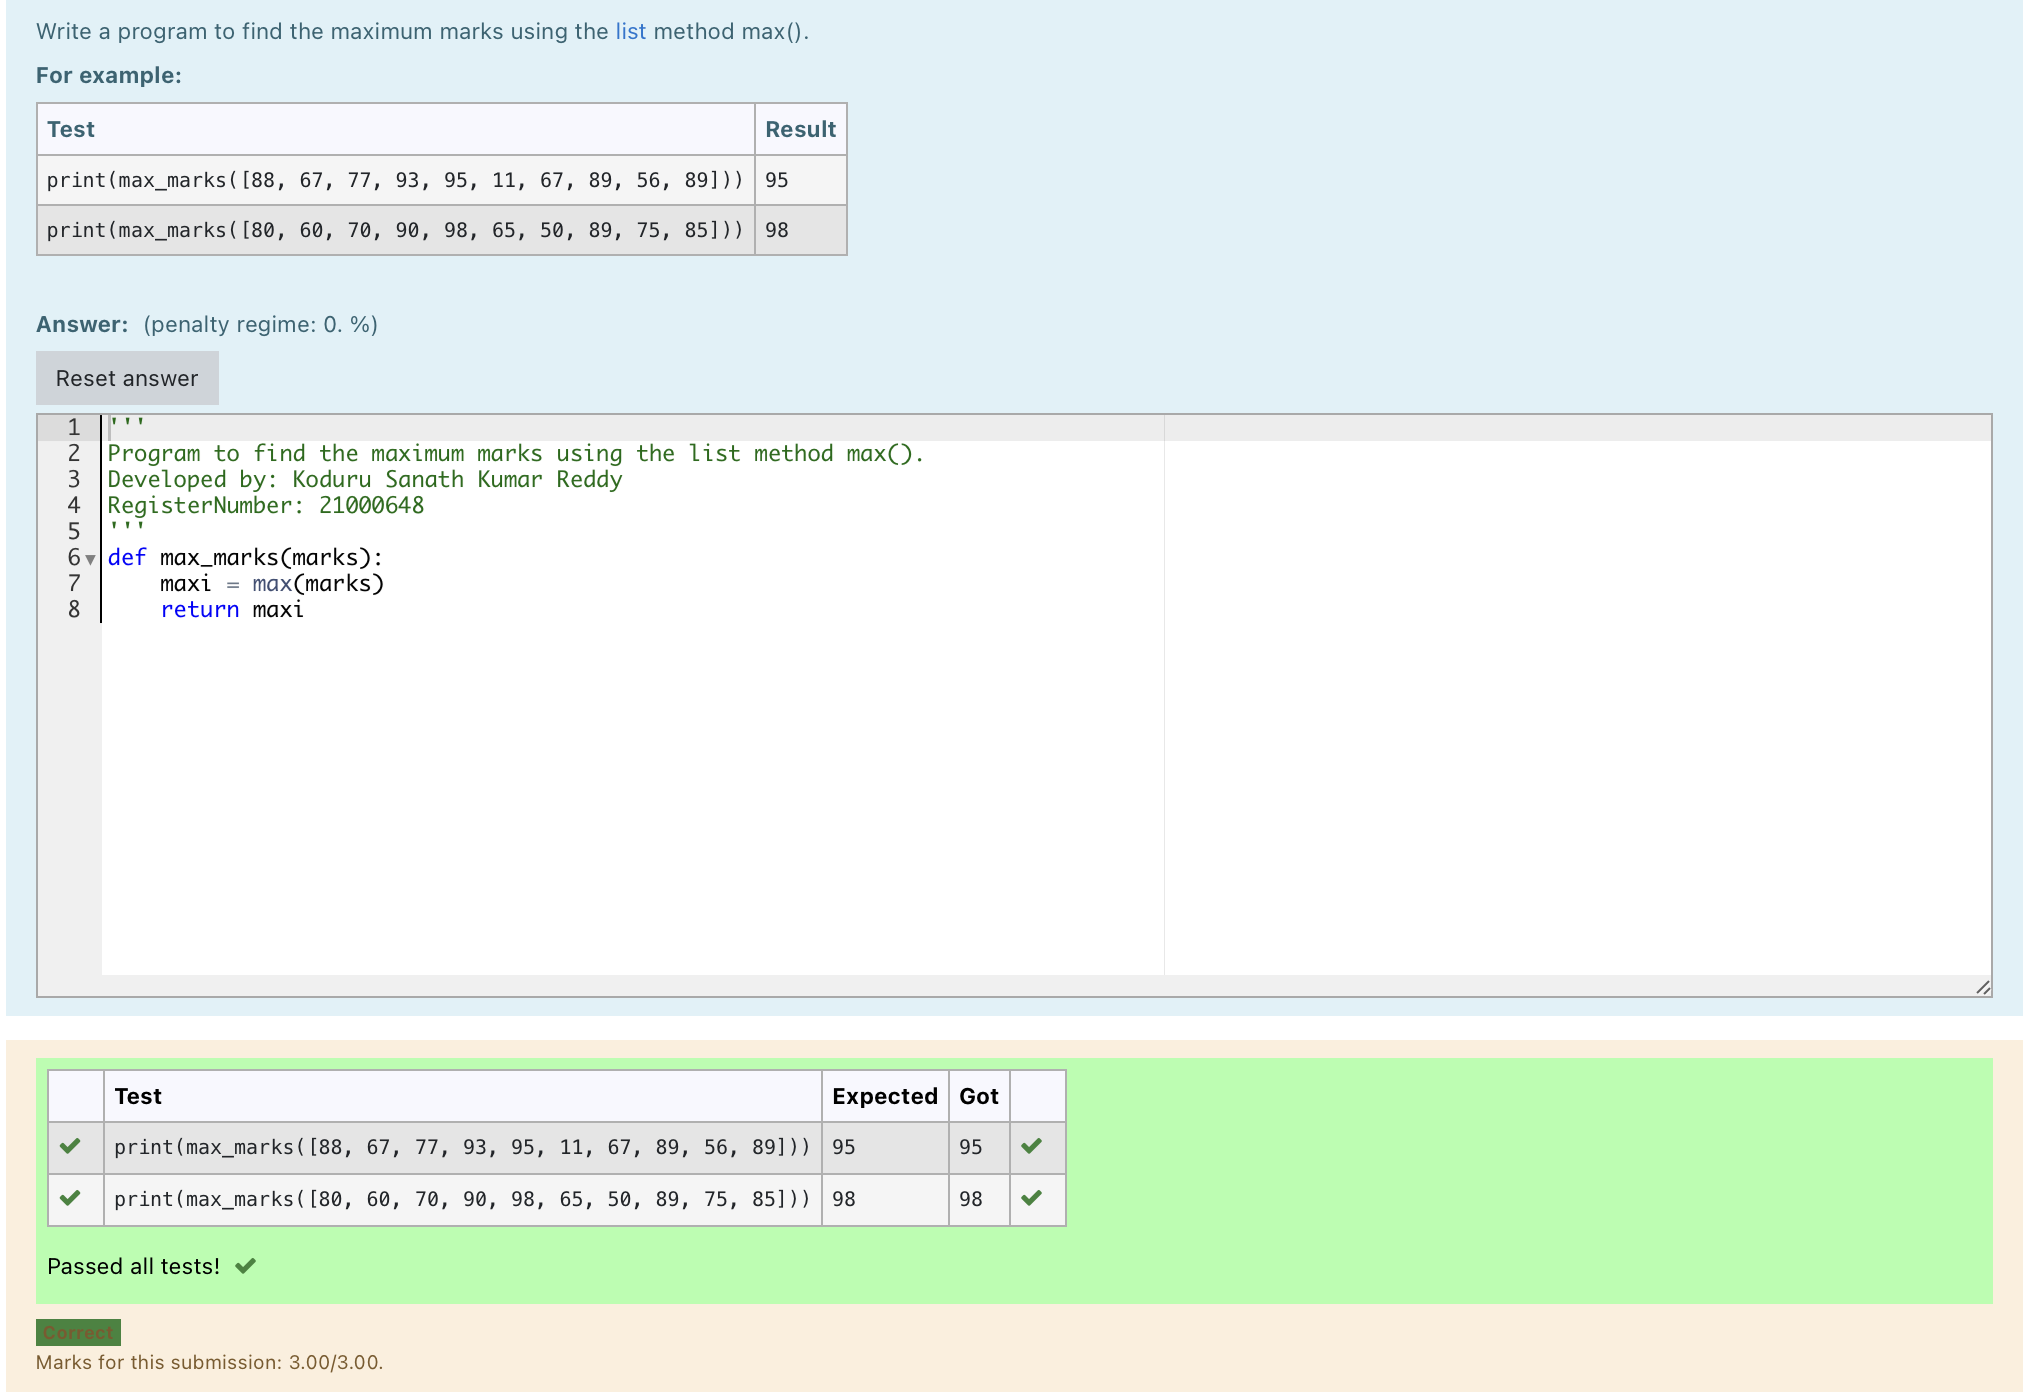 Write a program to find the maximum marks using the list method max().
For example:
Test Result
print(max_marks([88, 67, 77, 93, 95, 11, 67, 89, 56, 89])) 95
print(max_marks([80, 60, 70, 90, 98, 65, 50, 89, 75, 85])) 98
Answer: (penalty regime: 0. %)
Reset answer
1 '''
2 Program to find the maximum marks using the list method max().
3 Developed by: Koduru Sanath Kumar Reddy
4 RegisterNumber: 21000648
5 '''
6 def max_marks(marks):
7     maxi = max(marks)
8     return maxi
Test Expected Got
print(max_marks([88, 67, 77, 93, 95, 11, 67, 89, 56, 89])) 95 95
print(max_marks([80, 60, 70, 90, 98, 65, 50, 89, 75, 85])) 98 98
Passed all tests!
Correct
Marks for this submission: 3.00/3.00.